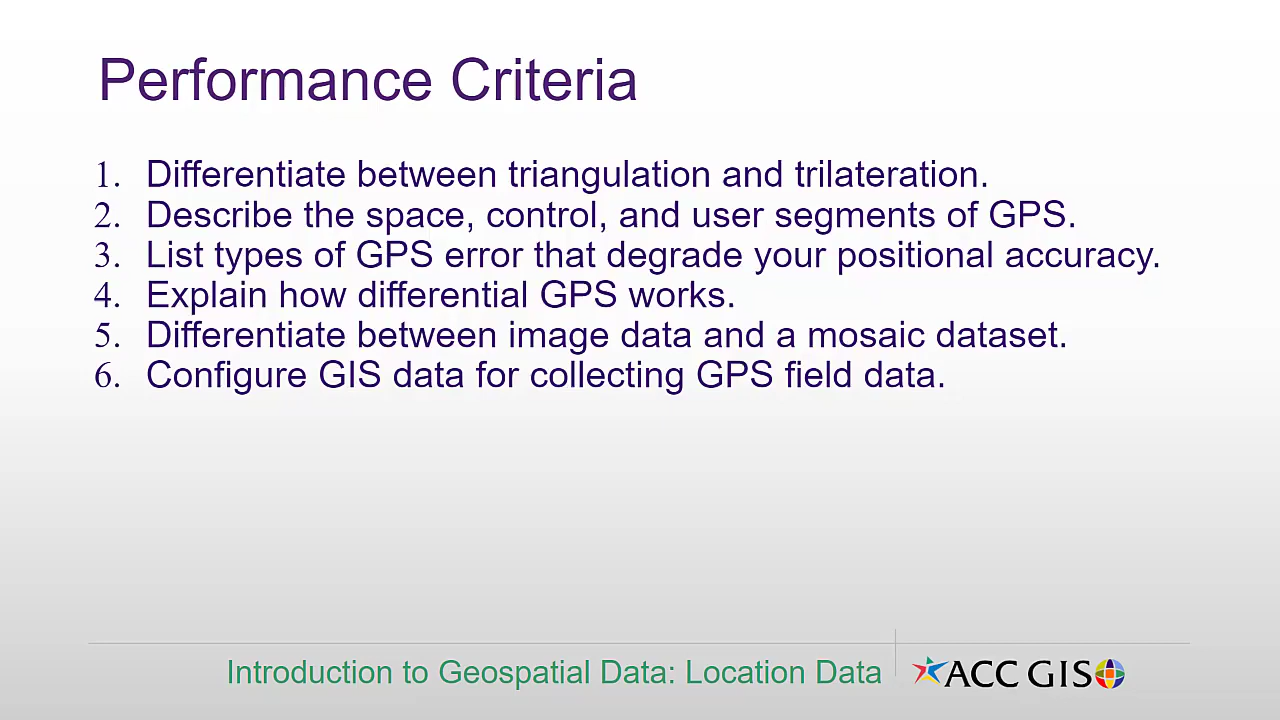 Performance Criteria
1. Differentiate between triangulation and trilateration.
2. Describe the space, control, and user segments of GPS.
3. List types of GPS error that degrade your positional accuracy.
4. Explain how differential GPS works.
5. Differentiate between image data and a mosaic dataset.
6. Configure GIS data for collecting GPS field data.
Introduction to Geospatial Data: Location Data
ACC GIS